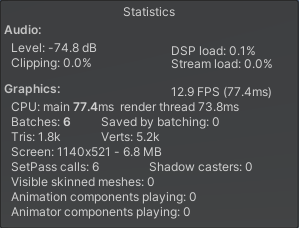 Statistics
Audio:
Level: -74.8 dB DSP load: 0.1%
Clipping: 0.0% Stream load: 0.0%
Graphics: 12.9 FPS (77.4ms)
CPU: main 77.4ms render thread 73.8ms
Batches: 6 Saved by batching: 0
Tris: 1.8k Verts: 5.2k
Screen: 1140x521 - 6.8 MB
SetPass calls: 6 Shadow casters: 0
Visible skinned meshes: 0
Animation components playing: 0
Animator components playing: 0